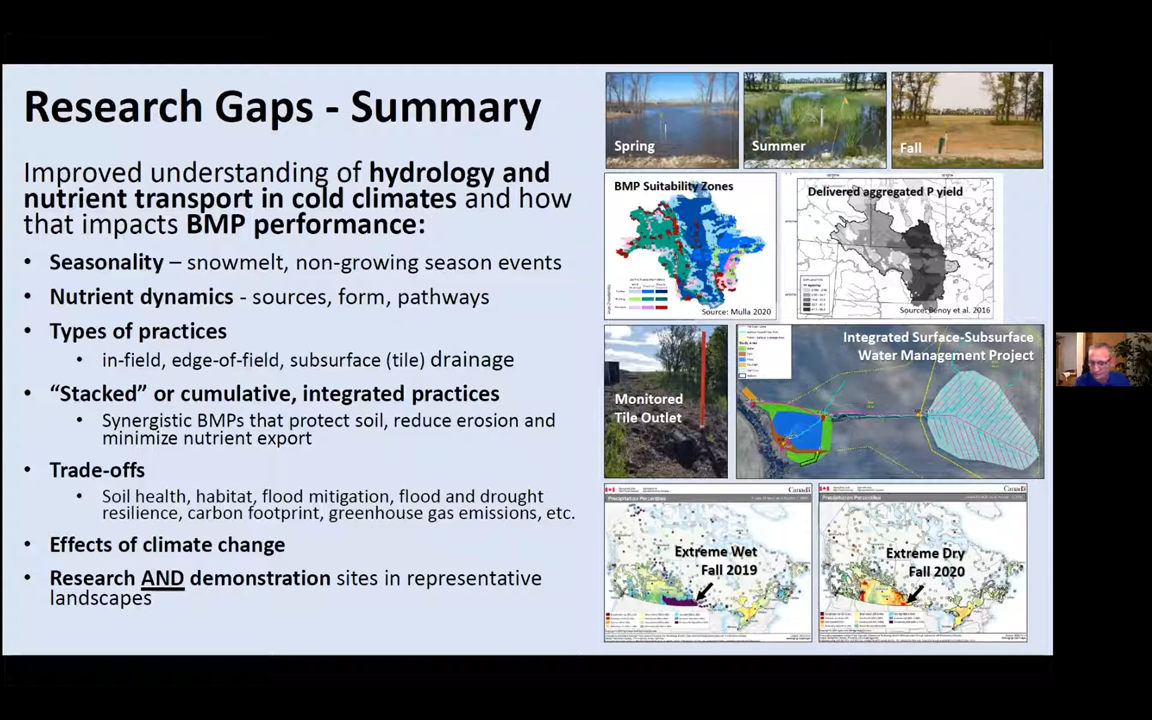 Research Gaps - Summary
Improved understanding of hydrology and
nutrient transport in cold climates and how
that impacts BMP performance:
• Seasonality – snowmelt, non-growing season events
• Nutrient dynamics - sources, form, pathways
• Types of practices
• in-field, edge-of-field, subsurface (tile) drainage
• “Stacked” or cumulative, integrated practices
• Synergistic BMPs that protect soil, reduce erosion and
minimize nutrient export
• Trade-offs
• Soil health, habitat, flood mitigation, flood and drought
resilience, carbon footprint, greenhouse gas emissions, etc.
• Effects of climate change
• Research AND demonstration sites in representative
landscapes
Spring
Summer
Fall
BMP Suitability Zones
Source: Mulla 2020
Delivered aggregated P yield
Source: Benoy et al. 2016
Monitored
Tile Outlet
Integrated Surface-Subsurface
Water Management Project
Precipitation Percentiles
Canada
Extreme Wet
Fall 2019
Precipitation Percentiles
Canada
Extreme Dry
Fall 2020